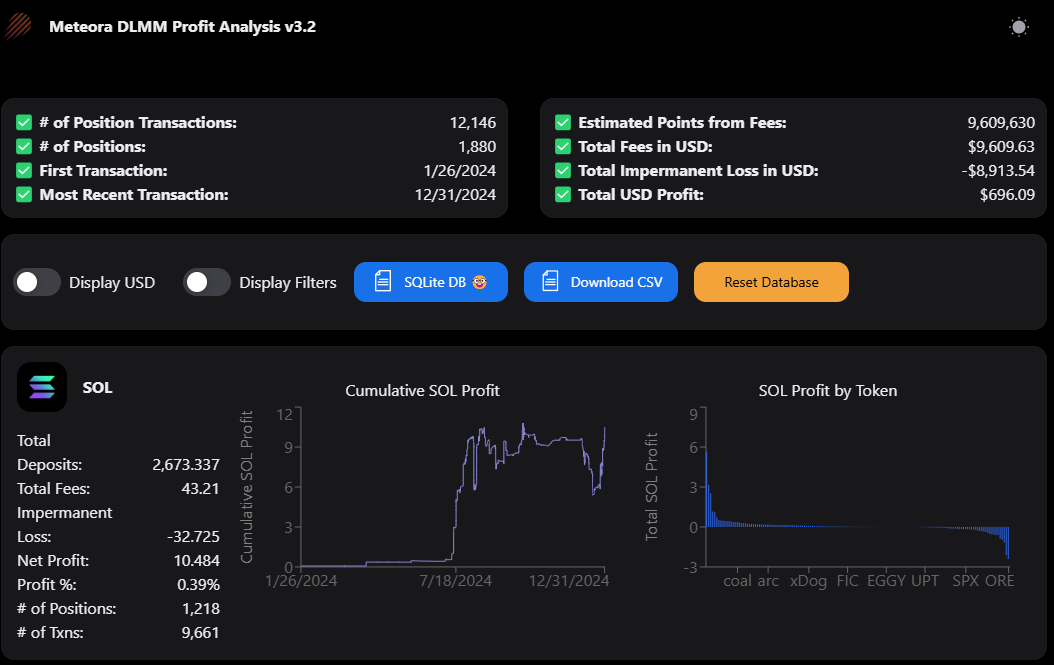 Meteora DLMM Profit Analysis v3.2
# of Position Transactions: 12,146
# of Positions: 1,880
First Transaction: 1/26/2024
Most Recent Transaction: 12/31/2024
Estimated Points from Fees: 9,609,630
Total Fees in USD: $9,609.63
Total Impermanent Loss in USD: -$8,913.54
Total USD Profit: $696.09
Display USD
Display Filters
SQLite DB 🤓
Download CSV
Reset Database
SOL
Total
Deposits: 2,673.337
Total Fees: 43.21
Impermanent
Loss: -32.725
Net Profit: 10.484
Profit %: 0.39%
# of Positions: 1,218
# of Txns: 9,661
Cumulative SOL Profit
Cumulative SOL Profit
12
9
6
3
0
1/26/2024 7/18/2024 12/31/2024
SOL Profit by Token
Total SOL Profit
9
6
3
0
-3
coal arc xDog FIC EGGY UPT SPX ORE